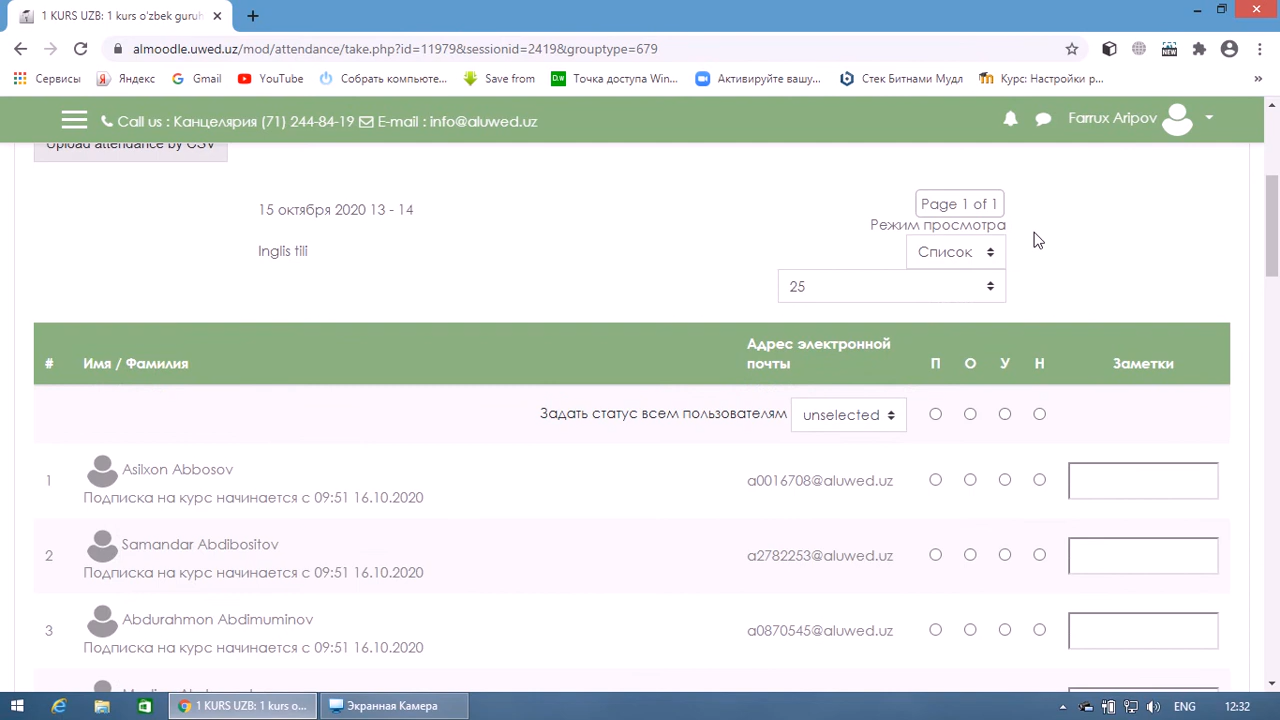 1 KURS UZB: 1 kurs o'zbek guruh
almoodle.uwed.uz/mod/attendance/take.php?id=11979&sessionid=2419&grouptype=679
NEW
Сервисы Яндекс Gmail YouTube Собрать компьюте... Save from Точка доступа Win... Активируйте вашу... Стек Битнами Мудл Курс: Настройки р... »
Call us : Канцелярия (71) 244-84-19 E-mail : info@aluwed.uz Farrux Aripov
Upload attendance by CSV
15 октября 2020 13 - 14 Page 1 of 1
Режим просмотра
Inglis tili Список
25
# Имя / Фамилия Адрес электронной почты П О У Н Заметки
Задать статус всем пользователям unselected
1 Asilxon Abbosov a0016708@aluwed.uz
Подписка на курс начинается с 09:51 16.10.2020
2 Samandar Abdibositov a2782253@aluwed.uz
Подписка на курс начинается с 09:51 16.10.2020
3 Abdurahmon Abdimuminov a0870545@aluwed.uz
Подписка на курс начинается с 09:51 16.10.2020
1 KURS UZB: 1 kurs o... Экранная Камера ENG 12:32